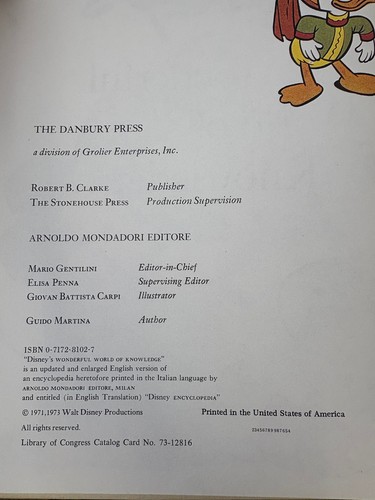 THE DANBURY PRESS
a division of Grolier Enterprises, Inc.
ROBERT B. CLARKE Publisher
THE STONEHOUSE PRESS Production Supervision
ARNOLDO MONDADORI EDITORE
MARIO GENTILINI Editor-in-Chief
ELISA PENNA Supervising Editor
GIOVAN BATTISTA CARPI Illustrator
GUIDO MARTINA Author
ISBN 0-7172-8102-7
"DISNEY'S WONDERFUL WORLD OF KNOWLEDGE"
is an updated and enlarged English version of
an encyclopedia heretofore printed in the Italian language by
ARNOLDO MONDADORI EDITORE, MILAN
and entitled (in English Translation) "Disney ENCYCLOPEDIA"
© 1971, 1973 Walt Disney Productions Printed in the United States of America
All rights reserved.
Library of Congress Catalog Card No. 73-12816